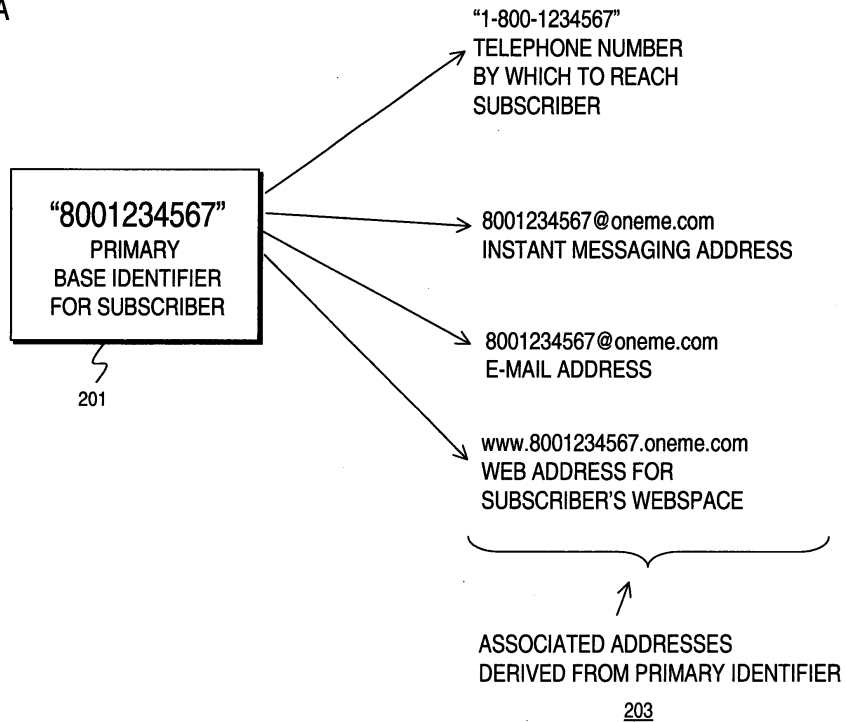 A
"8001234567"
PRIMARY
BASE IDENTIFIER
FOR SUBSCRIBER
201
"1-800-1234567"
TELEPHONE NUMBER
BY WHICH TO REACH
SUBSCRIBER
8001234567@oneme.com
INSTANT MESSAGING ADDRESS
8001234567@oneme.com
E-MAIL ADDRESS
www.8001234567.oneme.com
WEB ADDRESS FOR
SUBSCRIBER'S WEBSPACE
ASSOCIATED ADDRESSES
DERIVED FROM PRIMARY IDENTIFIER
203